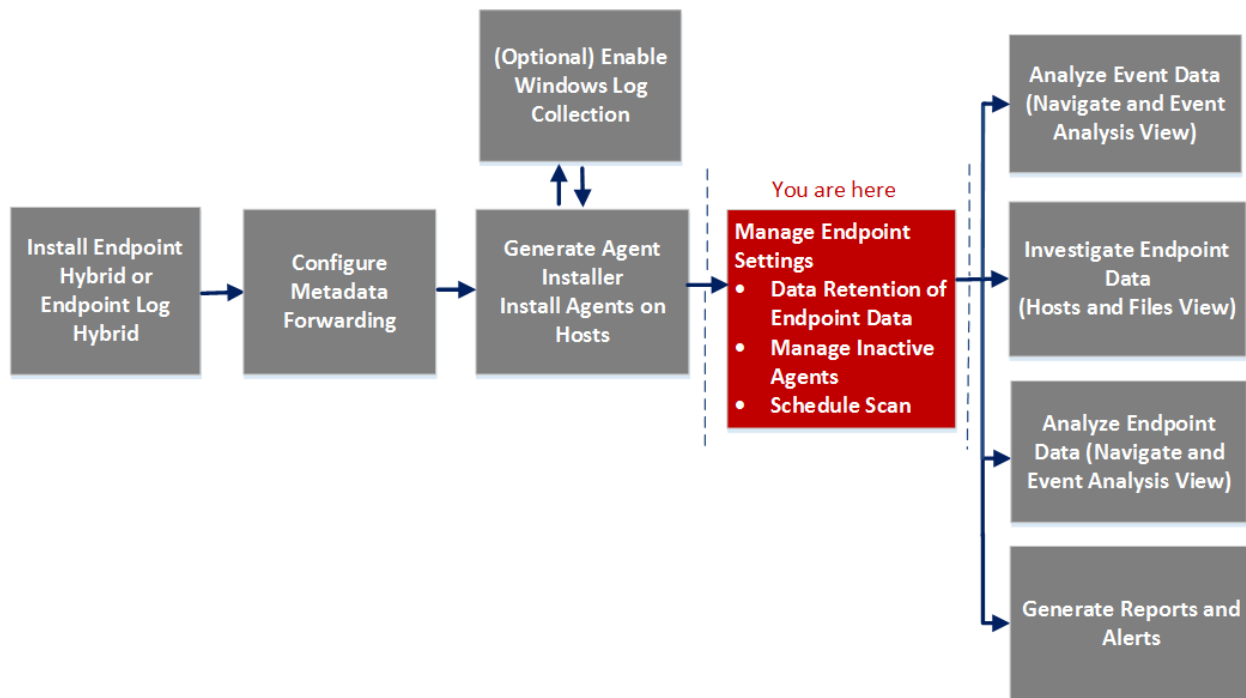 (Optional) Enable
Windows Log
Collection
Install Endpoint
Hybrid or
Endpoint Log
Hybrid
Configure
Metadada
Forwarding
Generate Agent
Installer
Install Agents on
Hosts
You are here
Manage Endpoint
Settings
• Data Retention of
Endpoint Data
• Manage Inactive
Agents
• Schedule Scan
Analyze Event Data
(Navigate and Event
Analysis View)
Investigate Endpoint
Data
(Hosts and Files View)
Analyze Endpoint
Data (Navigate and
Event Analysis View)
Generate Reports and
Alerts